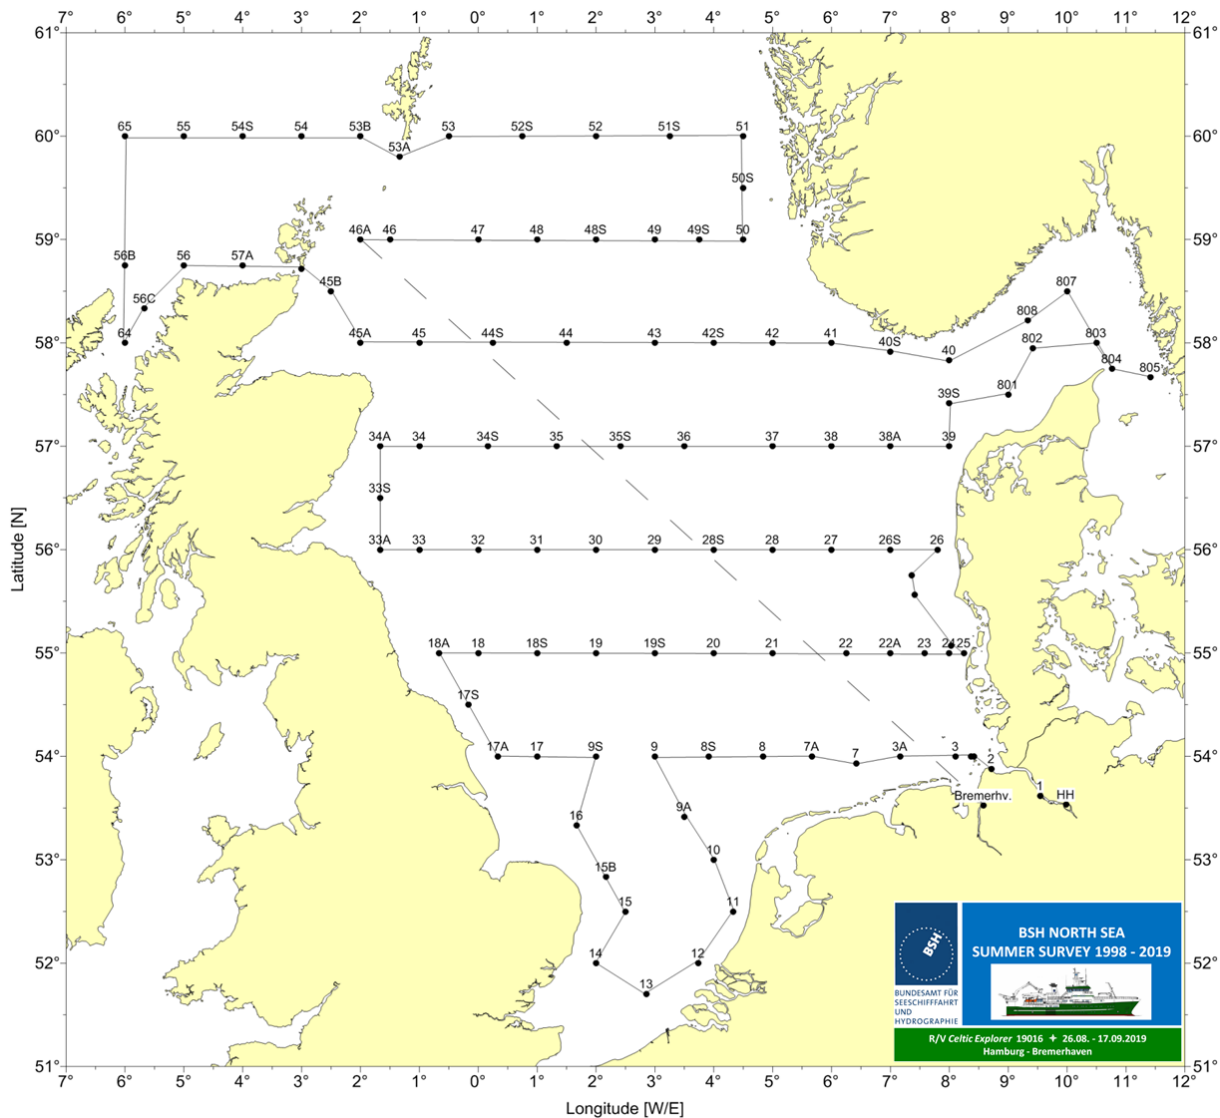 7° 6° 5° 4° 3° 2° 1° 0° 1° 2° 3° 4° 5° 6° 7° 8° 9° 10° 11° 12°
61° 61°
60° 65 55 54S 54 53B 53 52S 52 51S 51 60°
53A
50S
59° 46A 46 47 48 48S 49 49S 50 59°
56B 56 57A
45B 807
56C
808
58° 64 45A 45 44S 44 43 42S 42 41 40S 40 802 803 58°
804 805
39S 801
57° 34A 34 34S 35 35S 36 37 38 38A 39 57°
33S
56° 33A 33 32 31 30 29 28S 28 27 26S 26 56°
55° 18A 18 18S 19 19S 20 21 22 22A 23 24 25 55°
17S
54° 17A 17 9S 9 8S 8 7A 7 3A 3 2 54°
1 HH
Bremerhv.
9A
16
53° 15B 10 53°
15 11
52° 14 12 52°
13
51° 51°
7° 6° 5° 4° 3° 2° 1° 0° 1° 2° 3° 4° 5° 6° 7° 8° 9° 10° 11° 12°
Latitude [N]
Longitude [W/E]
BSH
BUNDESAMT FÜR
SEESCHIFFFAHRT
UND
HYDROGRAPHIE
BSH NORTH SEA
SUMMER SURVEY 1998 - 2019
R/V Celtic Explorer 19016 ✦ 26.08. - 17.09.2019
Hamburg - Bremerhaven